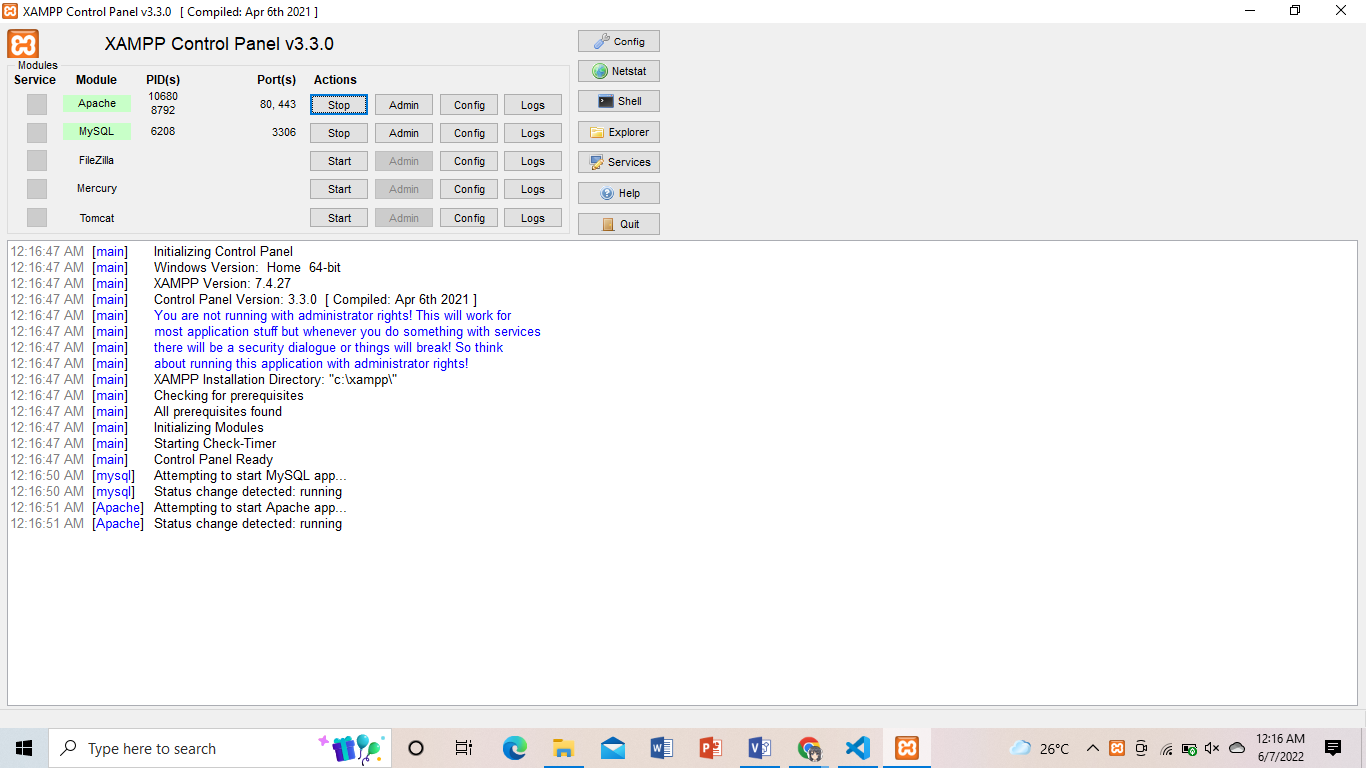 XAMPP Control Panel v3.3.0 [ Compiled: Apr 6th 2021 ]
XAMPP Control Panel v3.3.0
Config
Modules
Service Module PID(s) Port(s) Actions
Netstat
Apache 10680 8792 80, 443 Stop Admin Config Logs
Shell
MySQL 6208 3306 Stop Admin Config Logs
Explorer
FileZilla Start Admin Config Logs
Services
Mercury Start Admin Config Logs
Help
Tomcat Start Admin Config Logs
Quit
12:16:47 AM [main] Initializing Control Panel
12:16:47 AM [main] Windows Version: Home 64-bit
12:16:47 AM [main] XAMPP Version: 7.4.27
12:16:47 AM [main] Control Panel Version: 3.3.0 [ Compiled: Apr 6th 2021 ]
12:16:47 AM [main] You are not running with administrator rights! This will work for
12:16:47 AM [main] most application stuff but whenever you do something with services
12:16:47 AM [main] there will be a security dialogue or things will break! So think
12:16:47 AM [main] about running this application with administrator rights!
12:16:47 AM [main] XAMPP Installation Directory: "c:\xampp\"
12:16:47 AM [main] Checking for prerequisites
12:16:47 AM [main] All prerequisites found
12:16:47 AM [main] Initializing Modules
12:16:47 AM [main] Starting Check-Timer
12:16:47 AM [main] Control Panel Ready
12:16:50 AM [mysql] Attempting to start MySQL app...
12:16:50 AM [mysql] Status change detected: running
12:16:51 AM [Apache] Attempting to start Apache app...
12:16:51 AM [Apache] Status change detected: running
Type here to search
26°C
12:16 AM
6/7/2022